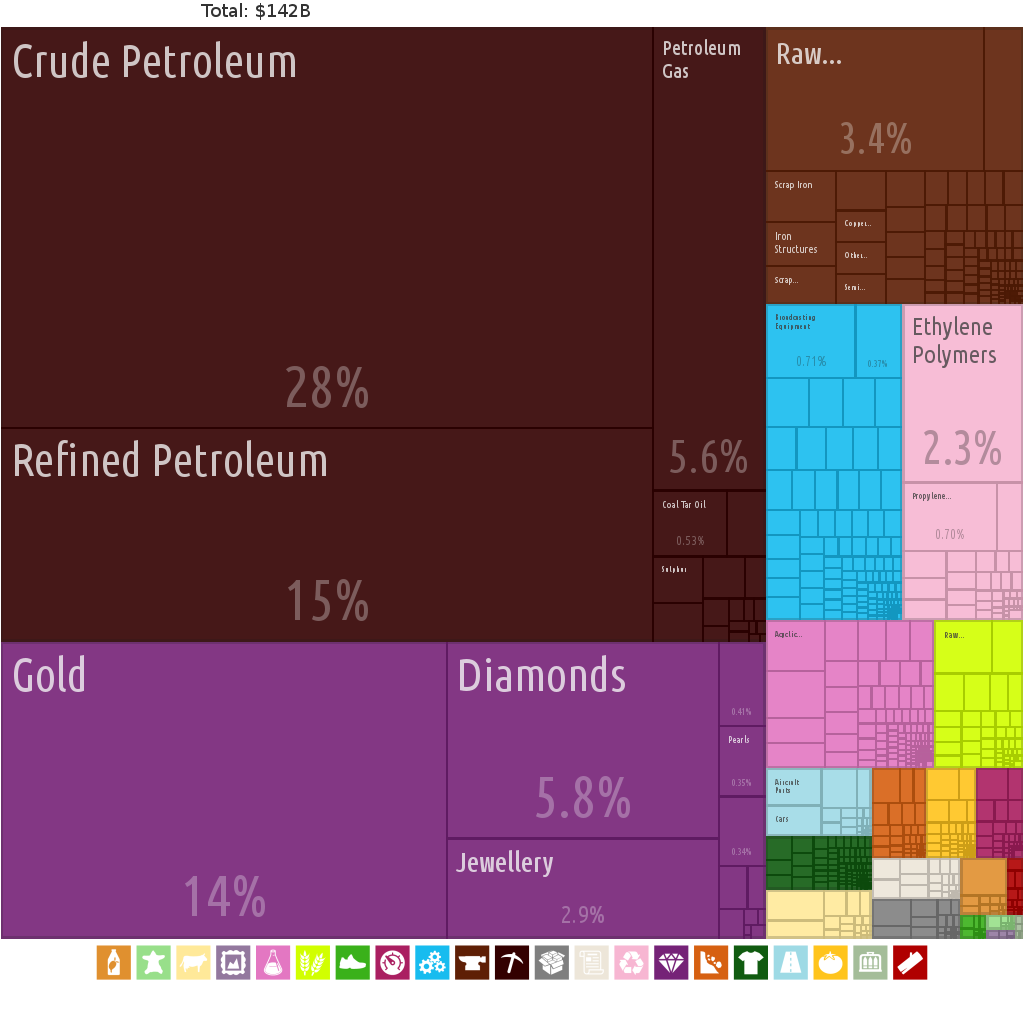 Total: $142B
Crude Petroleum
28%
Refined Petroleum
15%
Petroleum
Gas
5.6%
Coal Tar Oil
0.53%
Sulphur
Gold
14%
Diamonds
5.8%
Jewellery
2.9%
0.41%
Pearls
0.35%
0.34%
Raw...
3.4%
Scrap Iron
Iron
Structures
Scrap...
Copper...
Other...
Semi...
Broadcasting
Equipment
0.71%
0.37%
Ethylene
Polymers
2.3%
Propylene...
0.70%
Acyclic...
Raw...
Aircraft
Parts
Cars